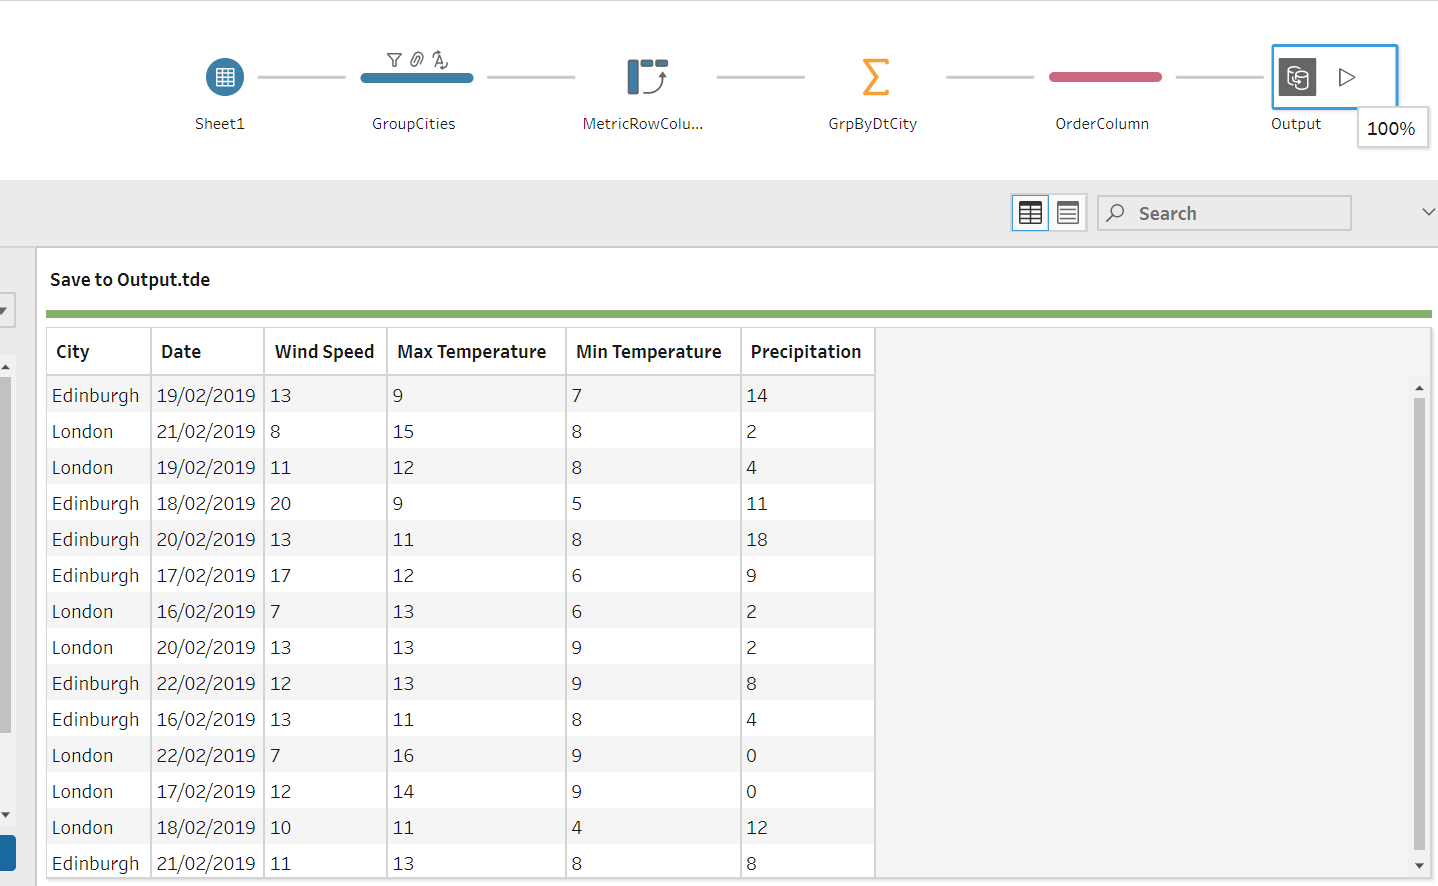 Sheet1 GroupCities MetricRowColu... GrpByDtCity OrderColumn Output
100%
Search
Save to Output.tde
City Date Wind Speed Max Temperature Min Temperature Precipitation
Edinburgh 19/02/2019 13 9 7 14
London 21/02/2019 8 15 8 2
London 19/02/2019 11 12 8 4
Edinburgh 18/02/2019 20 9 5 11
Edinburgh 20/02/2019 13 11 8 18
Edinburgh 17/02/2019 17 12 6 9
London 16/02/2019 7 13 6 2
London 20/02/2019 13 13 9 2
Edinburgh 22/02/2019 12 13 9 8
Edinburgh 16/02/2019 13 11 8 4
London 22/02/2019 7 16 9 0
London 17/02/2019 12 14 9 0
London 18/02/2019 10 11 4 12
Edinburgh 21/02/2019 11 13 8 8